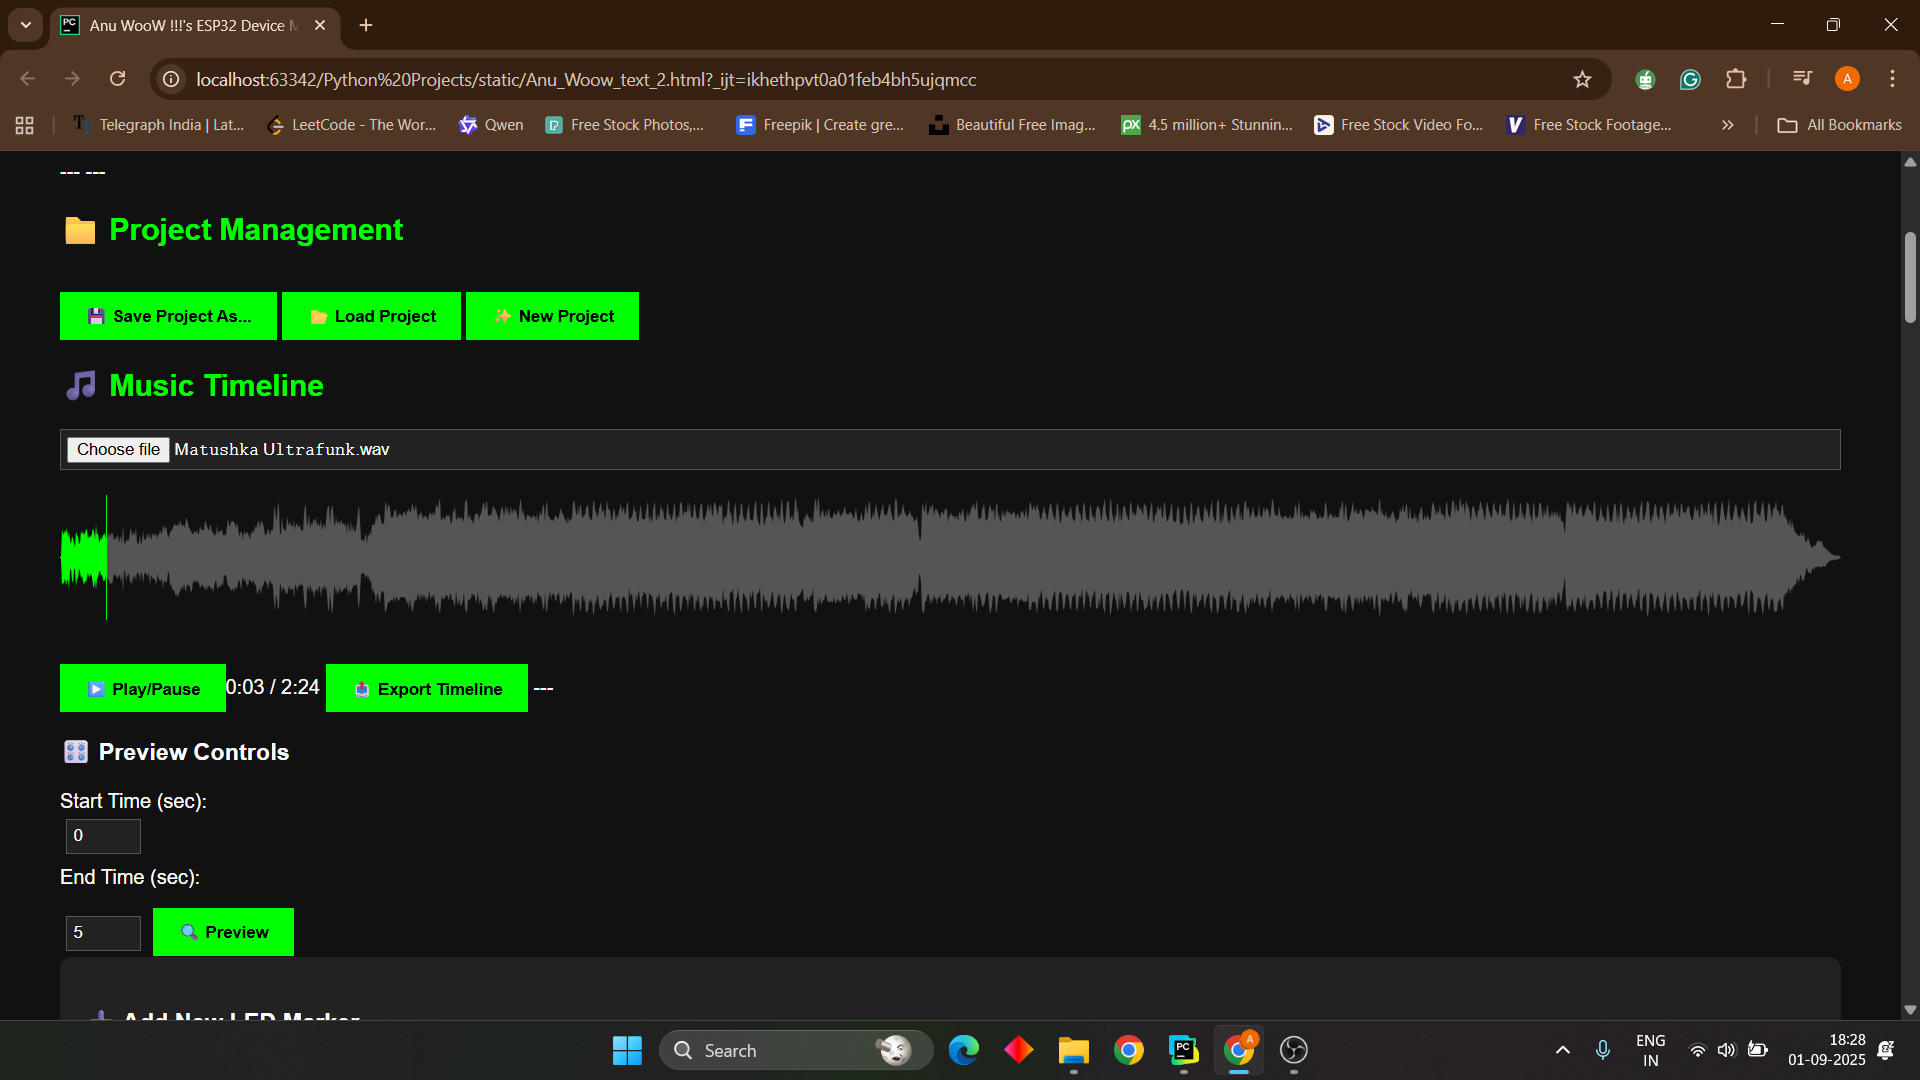 Anu WooW !!!'s ESP32 Device M
localhost:63342/Python%20Projects/static/Anu_Woow_text_2.html?_ijt=ikhethpvt0a01feb4bh5ujqmcc
A
Telegraph India | Lat...
LeetCode - The Wor...
Qwen
Free Stock Photos,...
Freepik | Create gre...
Beautiful Free Imag...
4.5 million+ Stunnin...
Free Stock Video Fo...
Free Stock Footage...
All Bookmarks
--- ---
Project Management
Save Project As...
Load Project
New Project
Music Timeline
Choose file Matushka Ultrafunk.wav
Play/Pause 0:03 / 2:24 Export Timeline ---
Preview Controls
Start Time (sec):
0
End Time (sec):
5
Preview
Add New LED Marker
Search
ENG
IN
18:28
01-09-2025